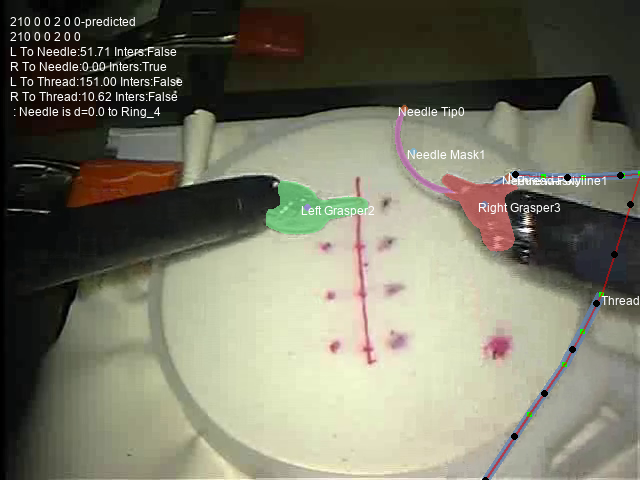 210 0 0 2 0 0-predicted
210 0 0 2 0 0
L To Needle:51.71 Inters:False
R To Needle:0.00 Inters:True
L To Thread:151.00 Inters:False
R To Thread:10.62 Inters:False
: Needle is d=0.0 to Ring_4
Needle Tip0
Needle Mask1
Left Grasper2
Right Grasper3
Thread